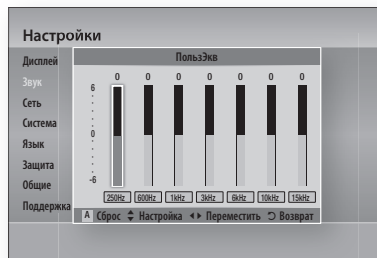 Настройки
ПользЭкв
Дисплей
Звук
Сеть
Система
Язык
Защита
Общие
Поддержка
0 0 0 0 0 0 0
6
0
-6
250Hz 600Hz 1kHz 3kHz 6kHz 10kHz 15kHz
A Сброс Настройка Переместить Возврат